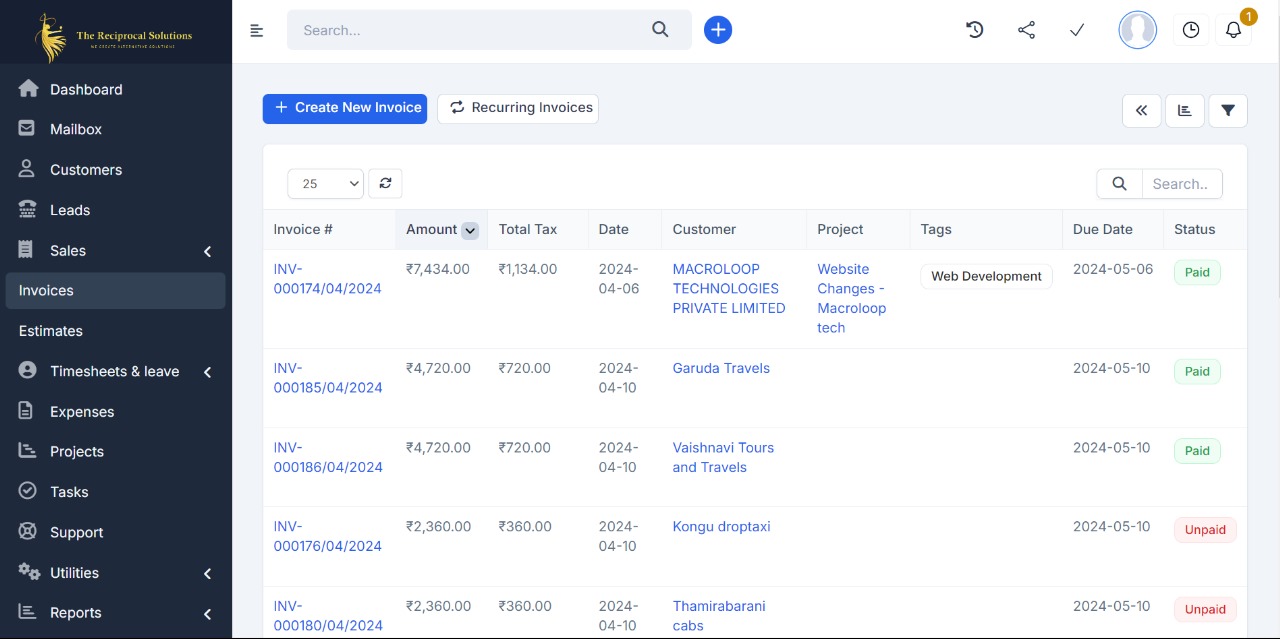 The Reciprocal Solutions
WE CREATE ALTERNATIVE SOLUTIONS
Search...
1
Dashboard
Mailbox
Customers
Leads
Sales
Invoices
Estimates
Timesheets & leave
Expenses
Projects
Tasks
Support
Utilities
Reports
Create New Invoice
Recurring Invoices
25
Search..
Invoice # Amount Total Tax Date Customer Project Tags Due Date Status
INV- ₹7,434.00 ₹1,134.00 2024- MACROLOOP Website Web Development 2024-05-06 Paid
000174/04/2024 04-06 TECHNOLOGIES Changes -
PRIVATE LIMITED Macroloop
tech
INV- ₹4,720.00 ₹720.00 2024- Garuda Travels 2024-05-10 Paid
000185/04/2024 04-10
INV- ₹4,720.00 ₹720.00 2024- Vaishnavi Tours 2024-05-10 Paid
000186/04/2024 04-10 and Travels
INV- ₹2,360.00 ₹360.00 2024- Kongu droptaxi 2024-05-10 Unpaid
000176/04/2024 04-10
INV- ₹2,360.00 ₹360.00 2024- Thamirabarani 2024-05-10 Unpaid
000180/04/2024 04-10 cabs